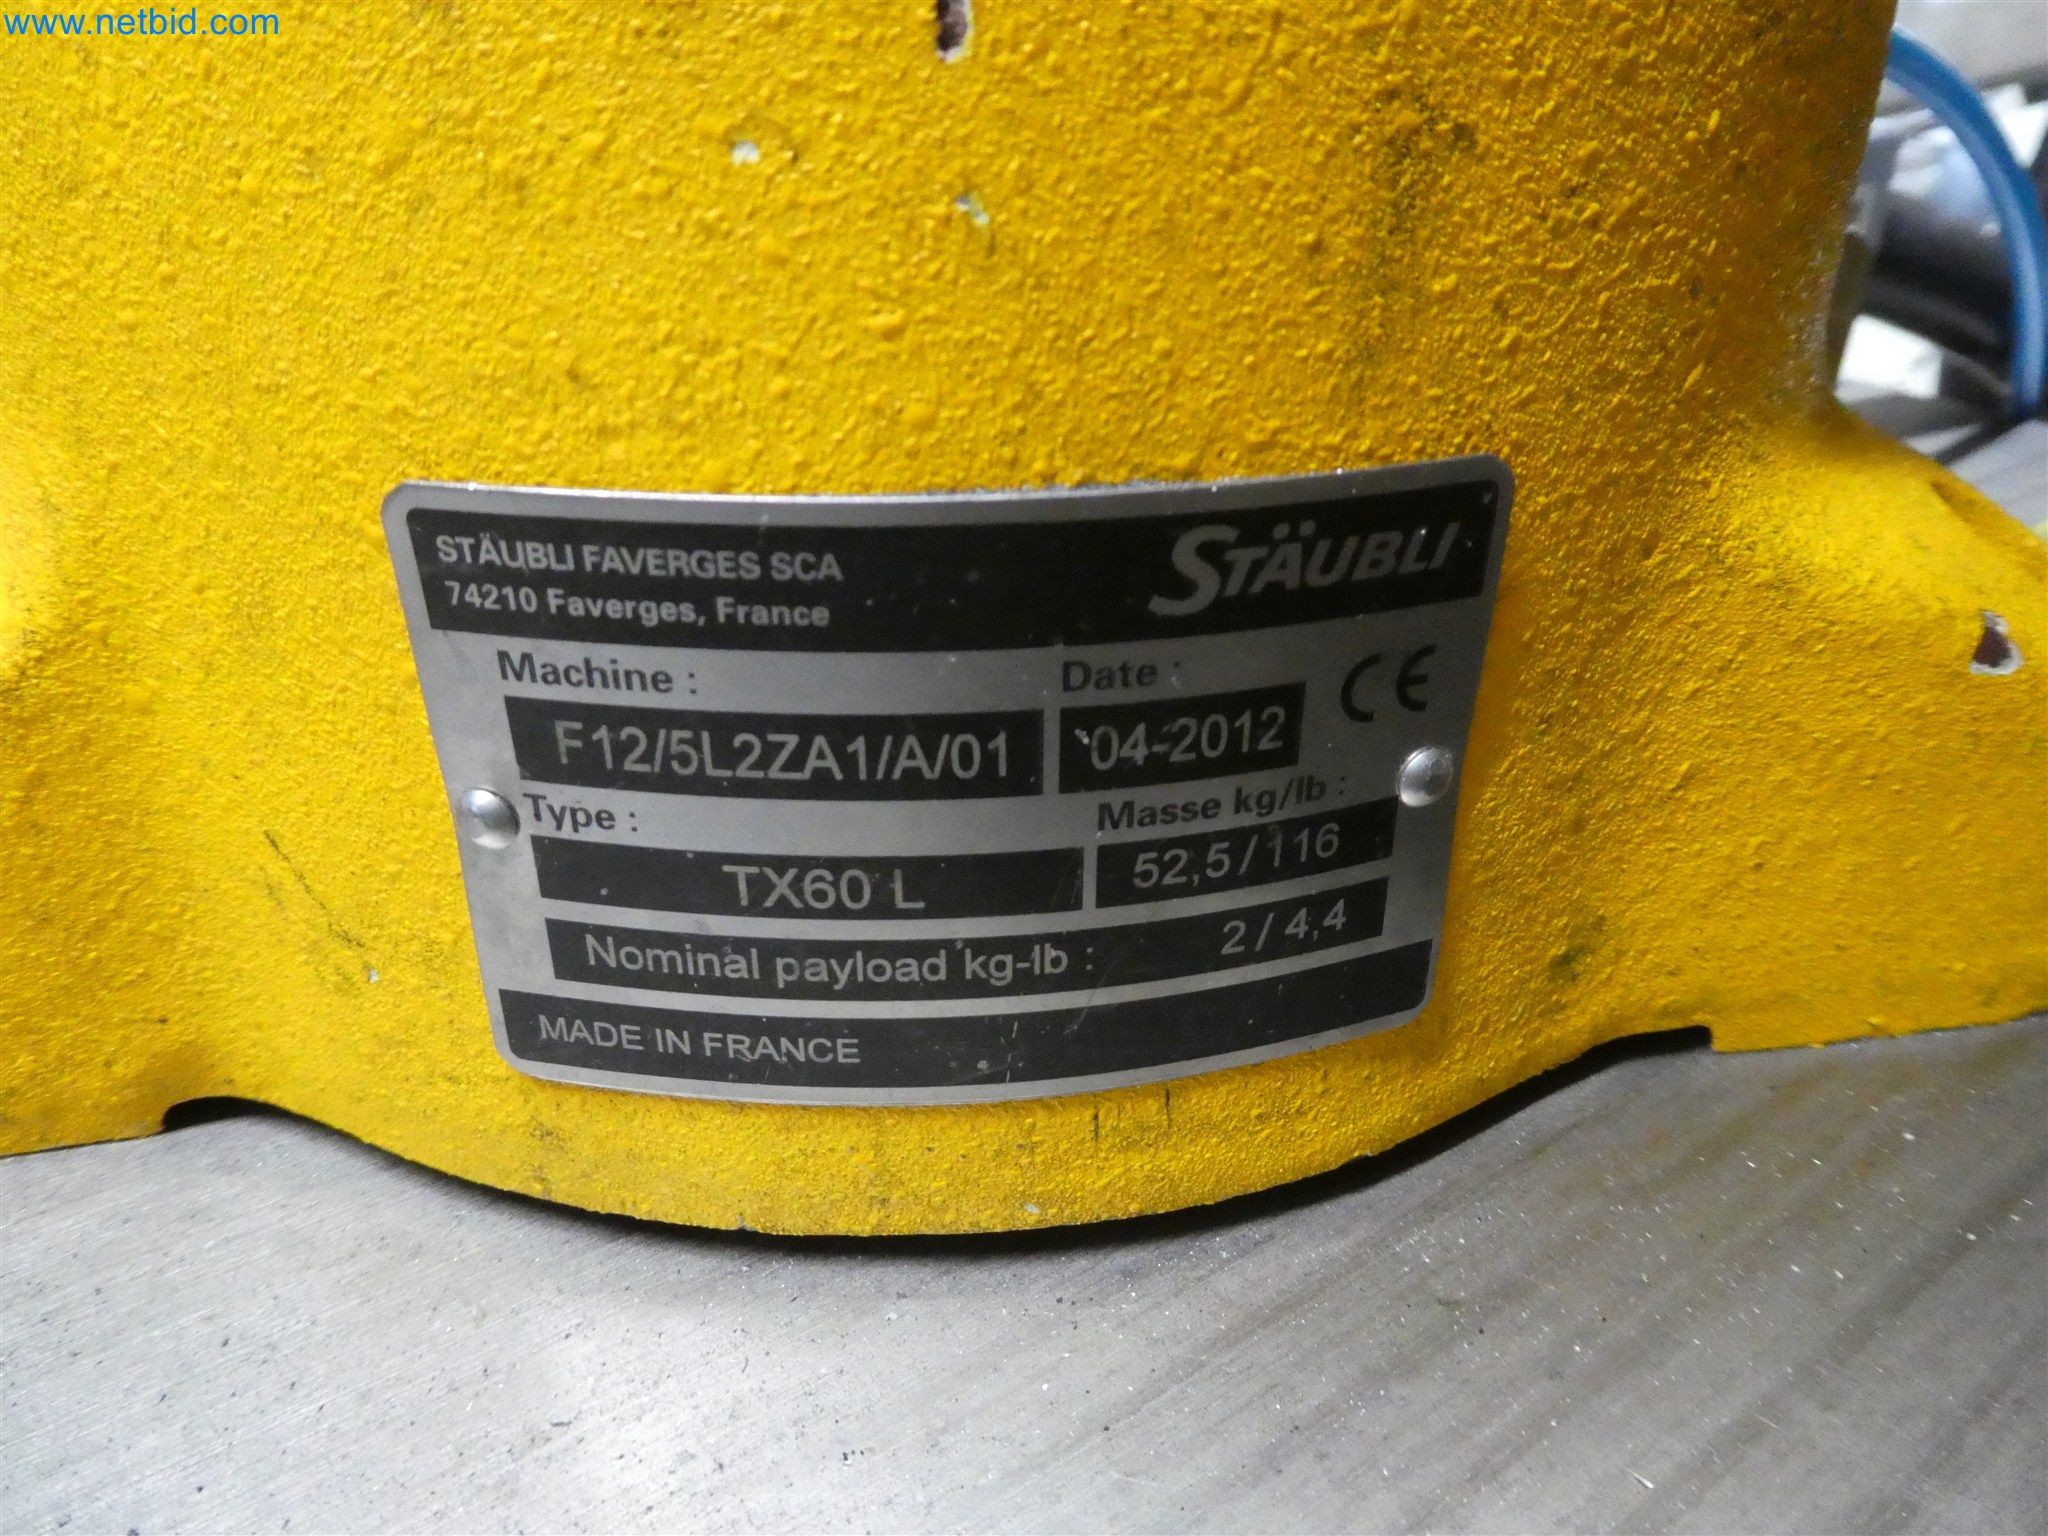 www.netbid.com
STÄUBLI FAVERGES SCA
74210 Faverges, France
STÄUBLI
Machine :
Date :
CE
F12/5L2ZA1/A/01
04-2012
Type :
Masse kg/lb :
TX60 L
52,5/116
Nominal payload kg-lb : 2/4,4
MADE IN FRANCE